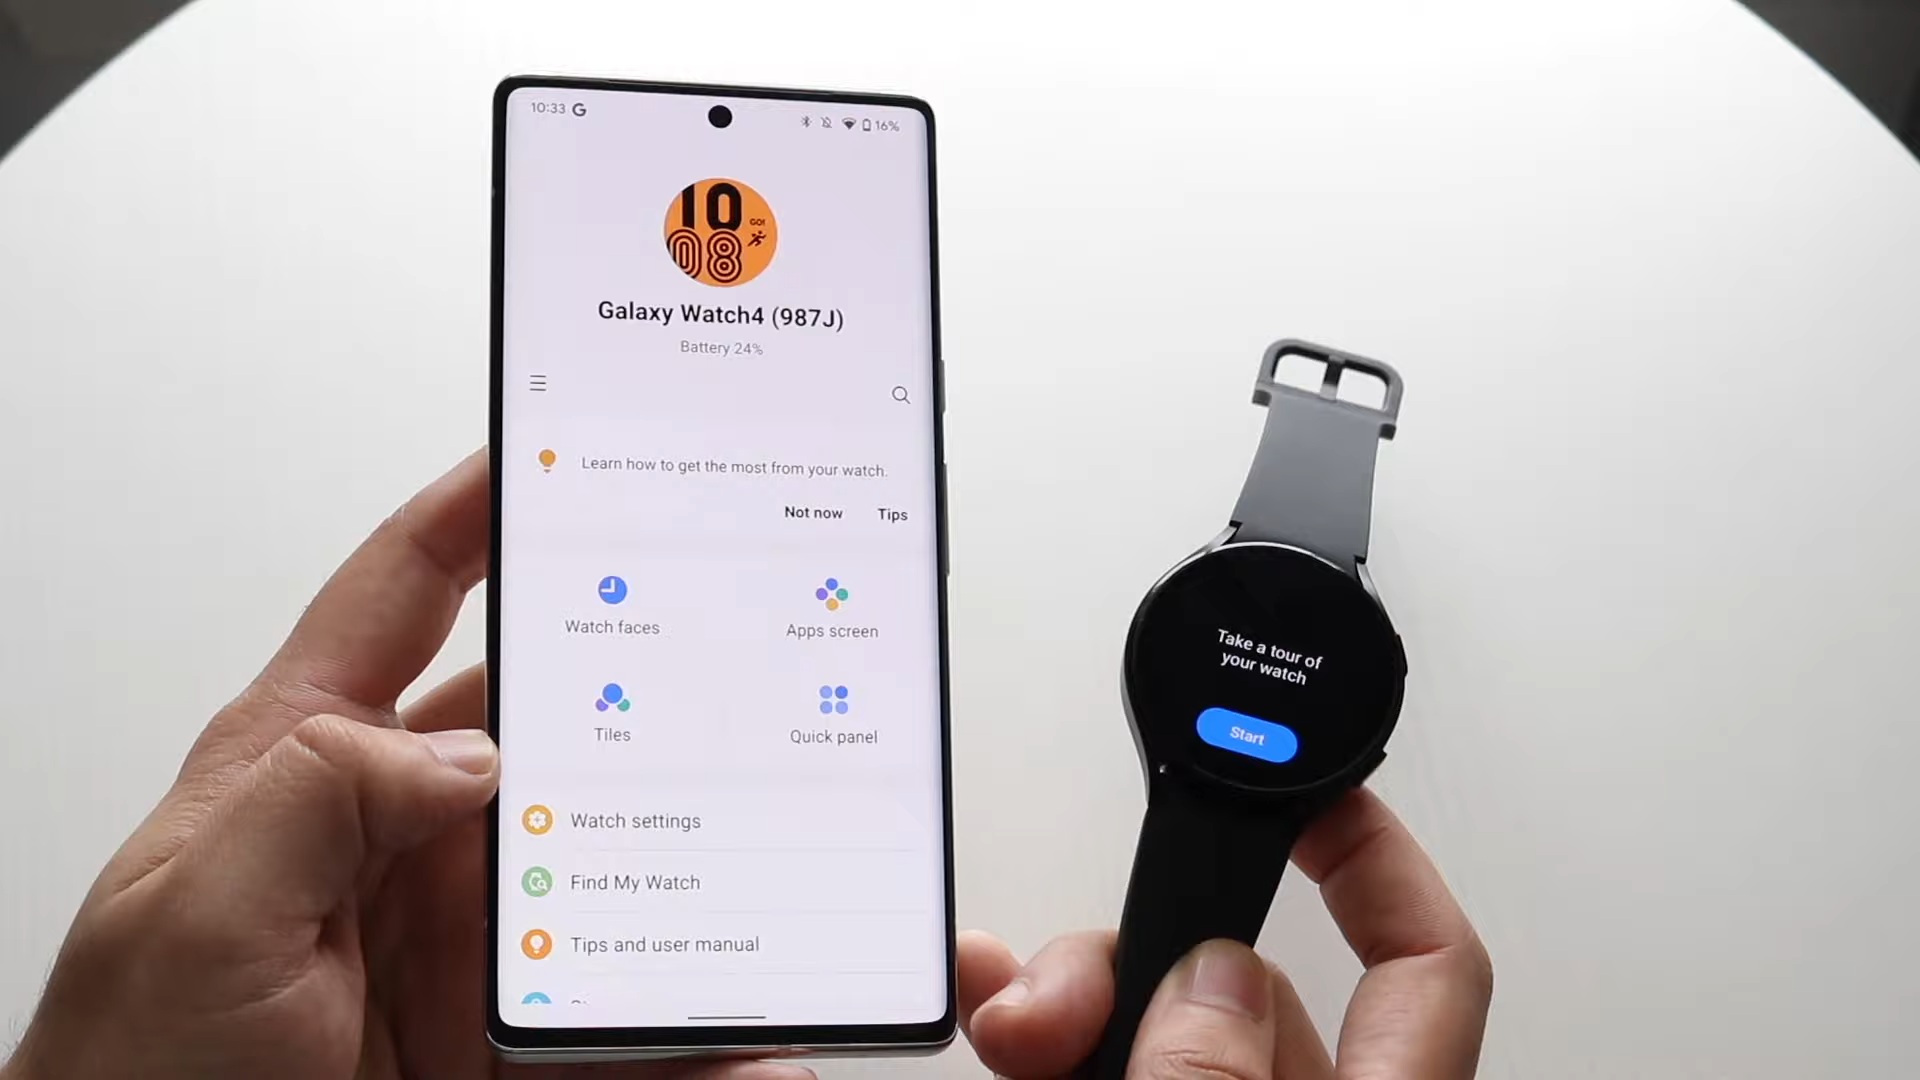 10:33 G
16%
10
GO!
08
Galaxy Watch4 (987J)
Battery 24%
Learn how to get the most from your watch.
Not now Tips
Watch faces Apps screen
Tiles Quick panel
Watch settings
Find My Watch
Tips and user manual
Take a tour of
your watch
Start